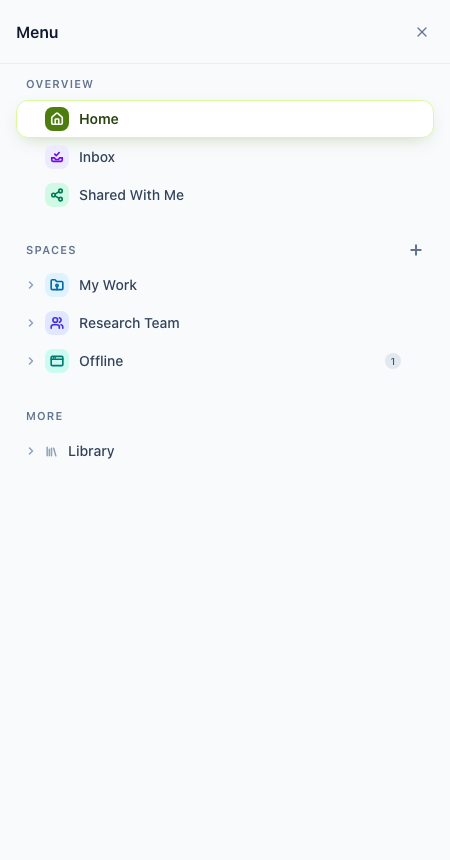 Menu
OVERVIEW
Home
Inbox
Shared With Me
SPACES
My Work
Research Team
Offline 1
MORE
Library